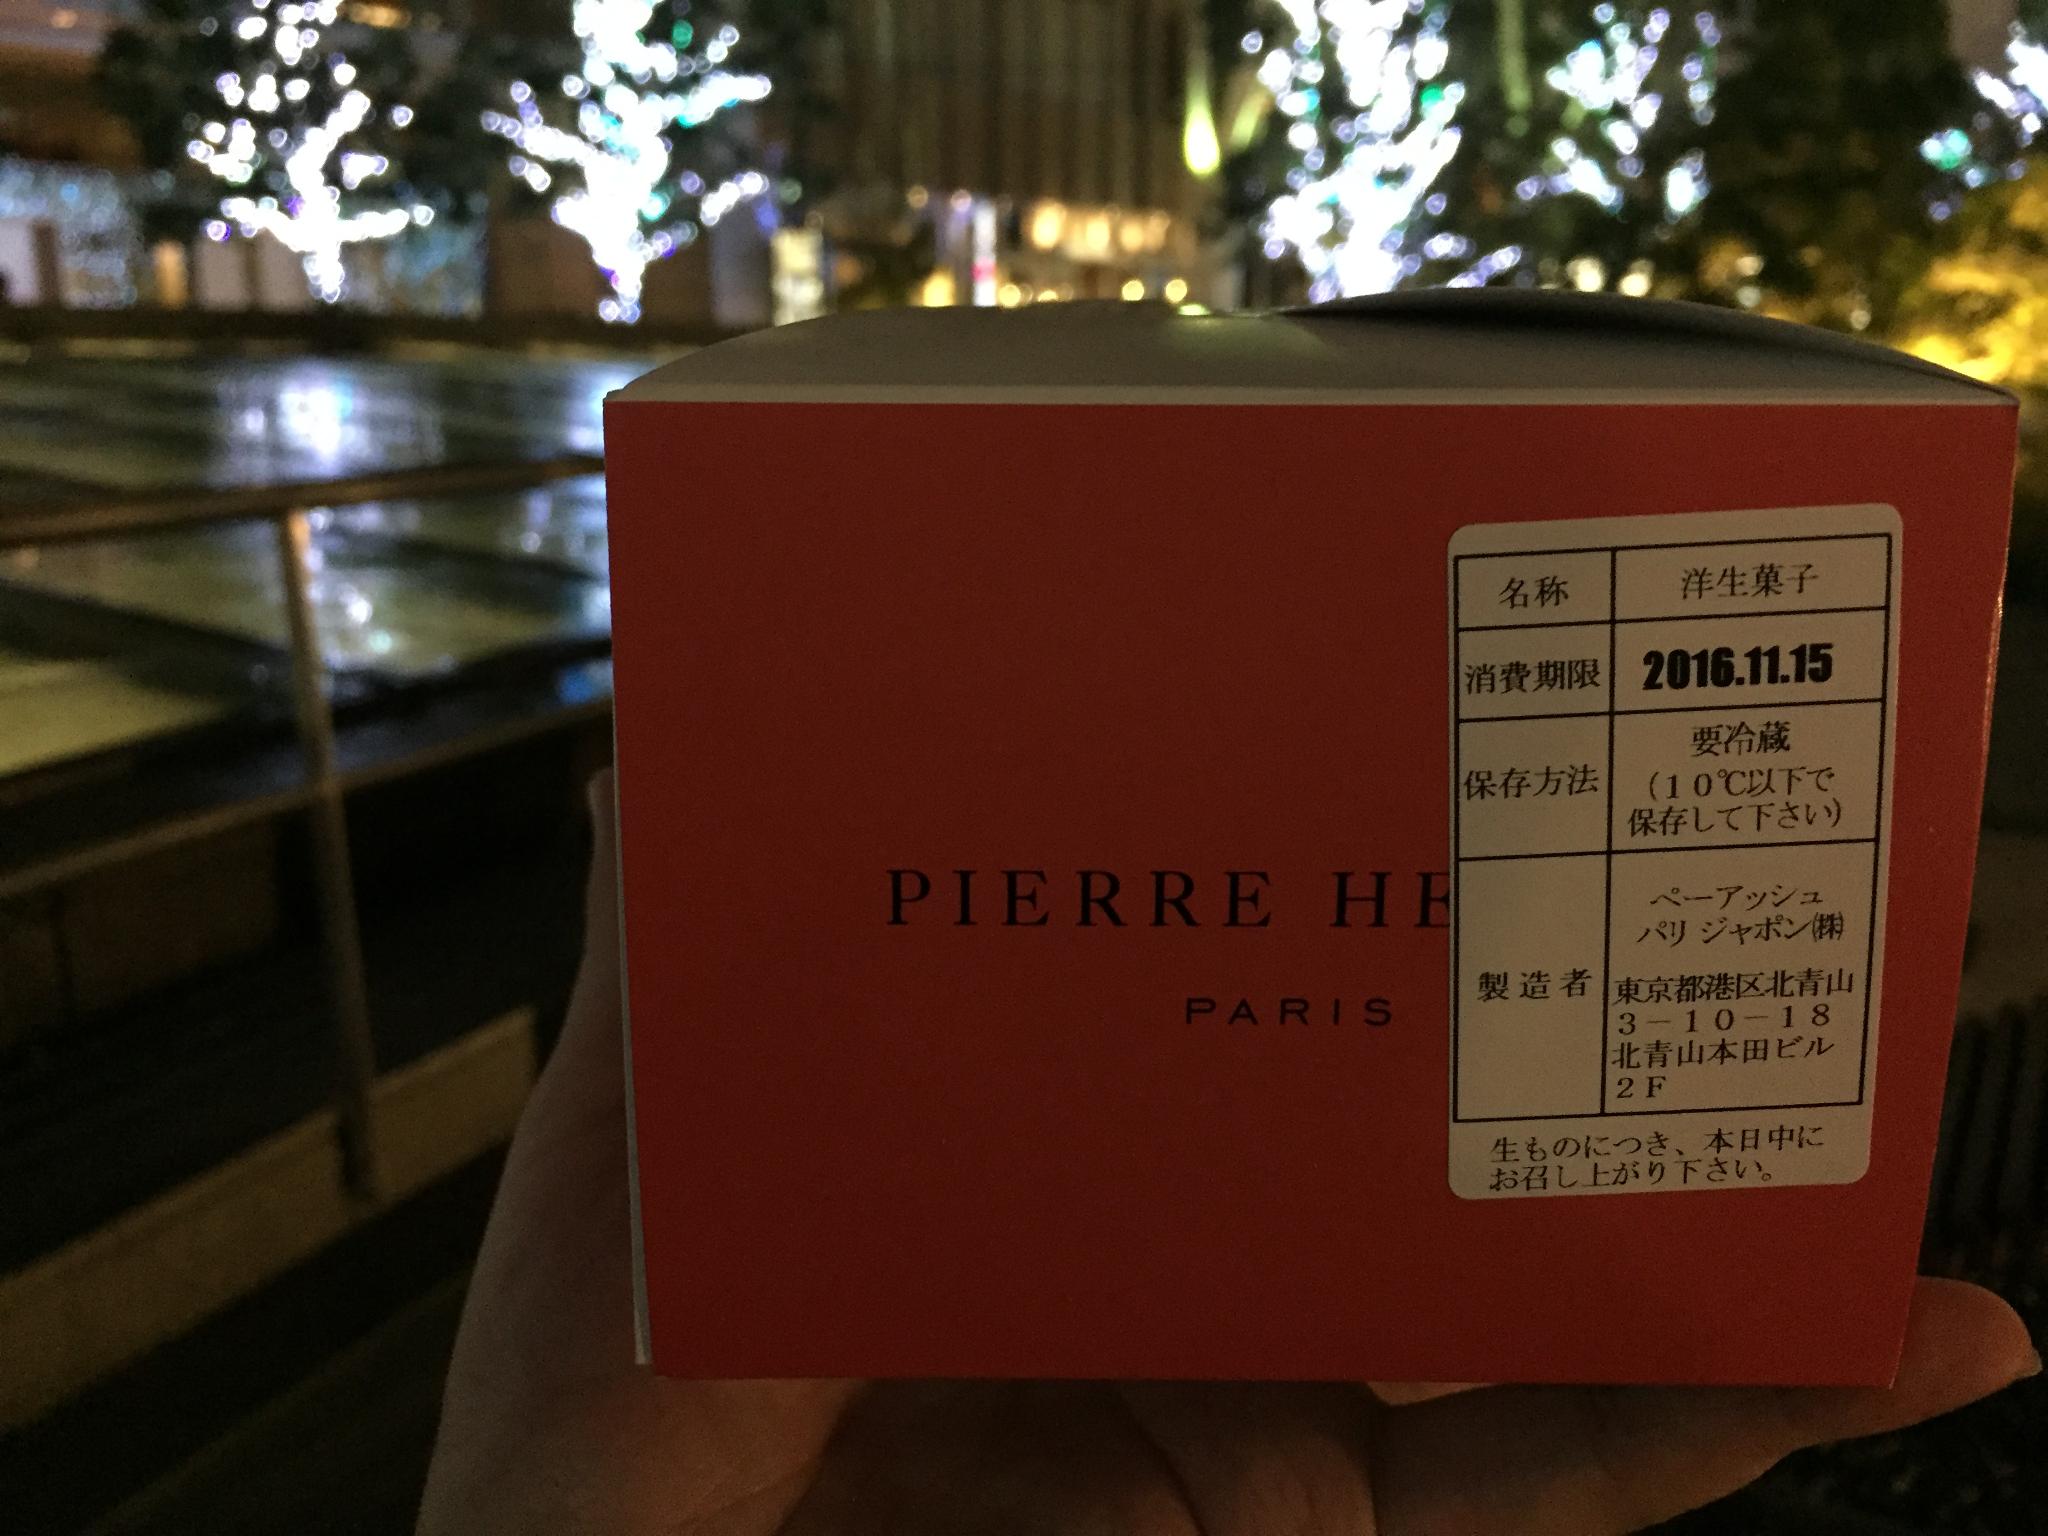 PIERRE HE
PARIS
名称 洋生菓子
消費期限 2016.11.15
保存方法 要冷蔵
(10℃以下で
保存して下さい)
製造者 ペーアッシュ
パリ ジャポン㈱
東京都港区北青山
3-10-18
北青山本田ビル
2F
生ものにつき、本日中に
お召し上がり下さい。